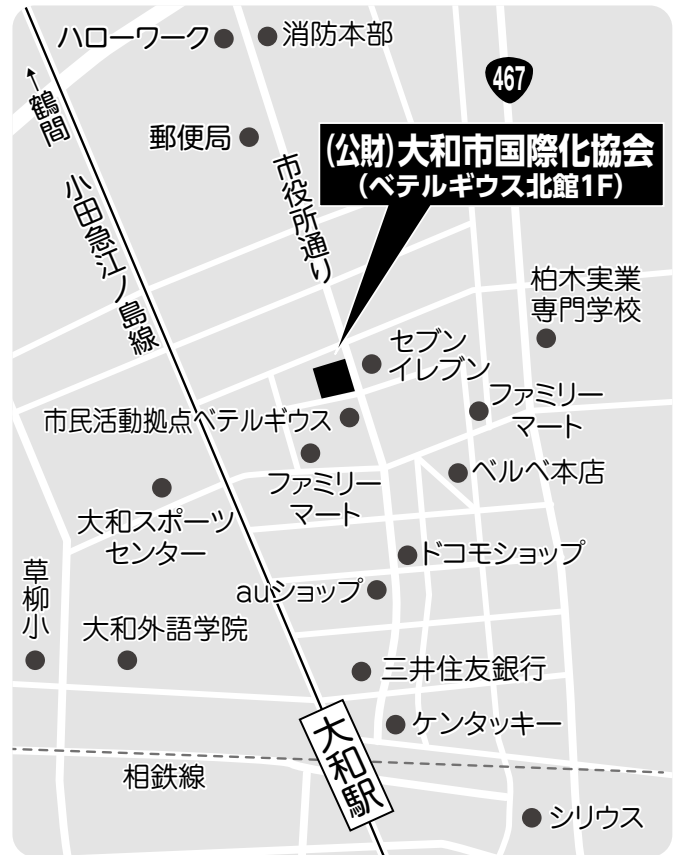 ハローワーク
消防本部
467
←鶴間
郵便局
(公財)大和市国際化協会
(ベテルギウス北館1F)
市役所通り
小田急江ノ島線
柏木実業
専門学校
セブン
イレブン
ファミリー
マート
市民活動拠点ベテルギウス
ファミリー
マート
ベルベ本店
大和スポーツ
センター
ドコモショップ
auショップ
草柳小
大和外語学院
三井住友銀行
ケンタッキー
大和駅
相鉄線
シリウス